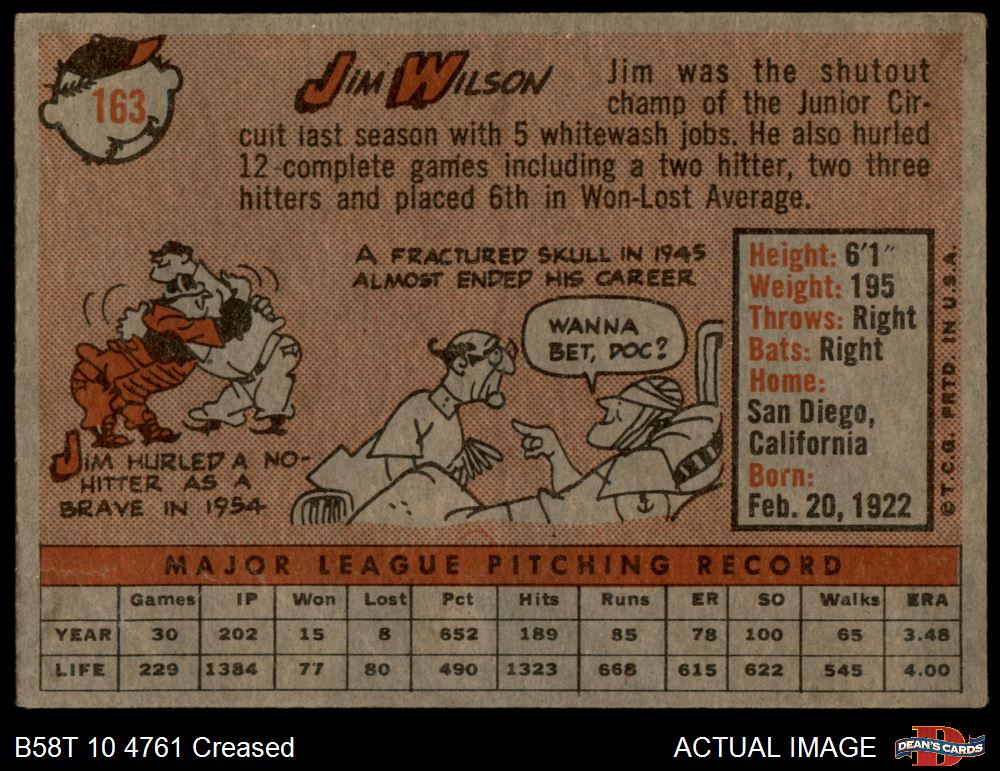 163
JIM WILSON
Jim was the shutout
champ of the Junior Cir-
cuit last season with 5 whitewash jobs. He also hurled
12 complete games including a two hitter, two three
hitters and placed 6th in Won-Lost Average.
A FRACTURED SKULL IN 1945
ALMOST ENDED HIS CAREER
WANNA
BET, DOC?
JIM HURLED A NO-
HITTER AS A
BRAVE IN 1954
Height: 6'1"
Weight: 195
Throws: Right
Bats: Right
Home:
San Diego,
California
Born:
Feb. 20, 1922
© T.C.G. PRTD. IN U.S.A.
MAJOR LEAGUE PITCHING RECORD
Games IP Won Lost Pct Hits Runs ER SO Walks ERA
YEAR 30 202 15 8 652 189 85 78 100 65 3.48
LIFE 229 1384 77 80 490 1323 668 615 622 545 4.00
B58T 10 4761 Creased
ACTUAL IMAGE
D
DEAN'S CARDS